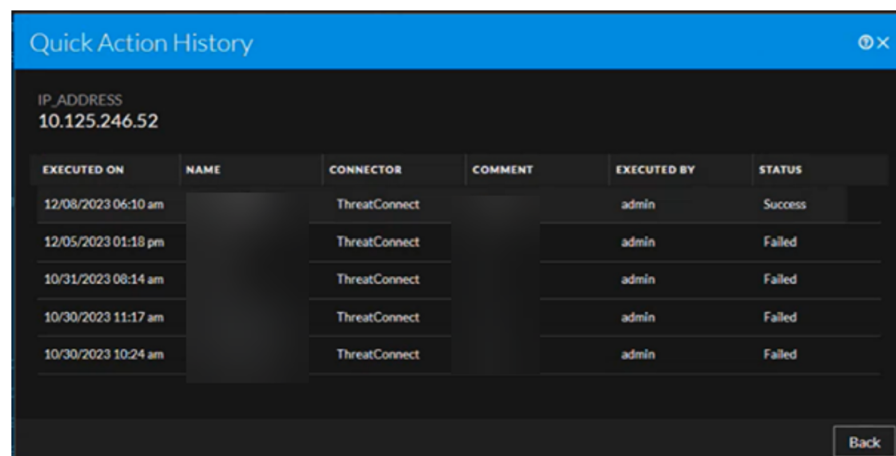 Quick Action History
IP_ADDRESS
10.125.246.52
EXECUTED ON NAME CONNECTOR COMMENT EXECUTED BY STATUS
12/08/2023 06:10 am ThreatConnect admin Success
12/05/2023 01:18 pm ThreatConnect admin Failed
10/31/2023 08:14 am ThreatConnect admin Failed
10/30/2023 11:17 am ThreatConnect admin Failed
10/30/2023 10:24 am ThreatConnect admin Failed
Back